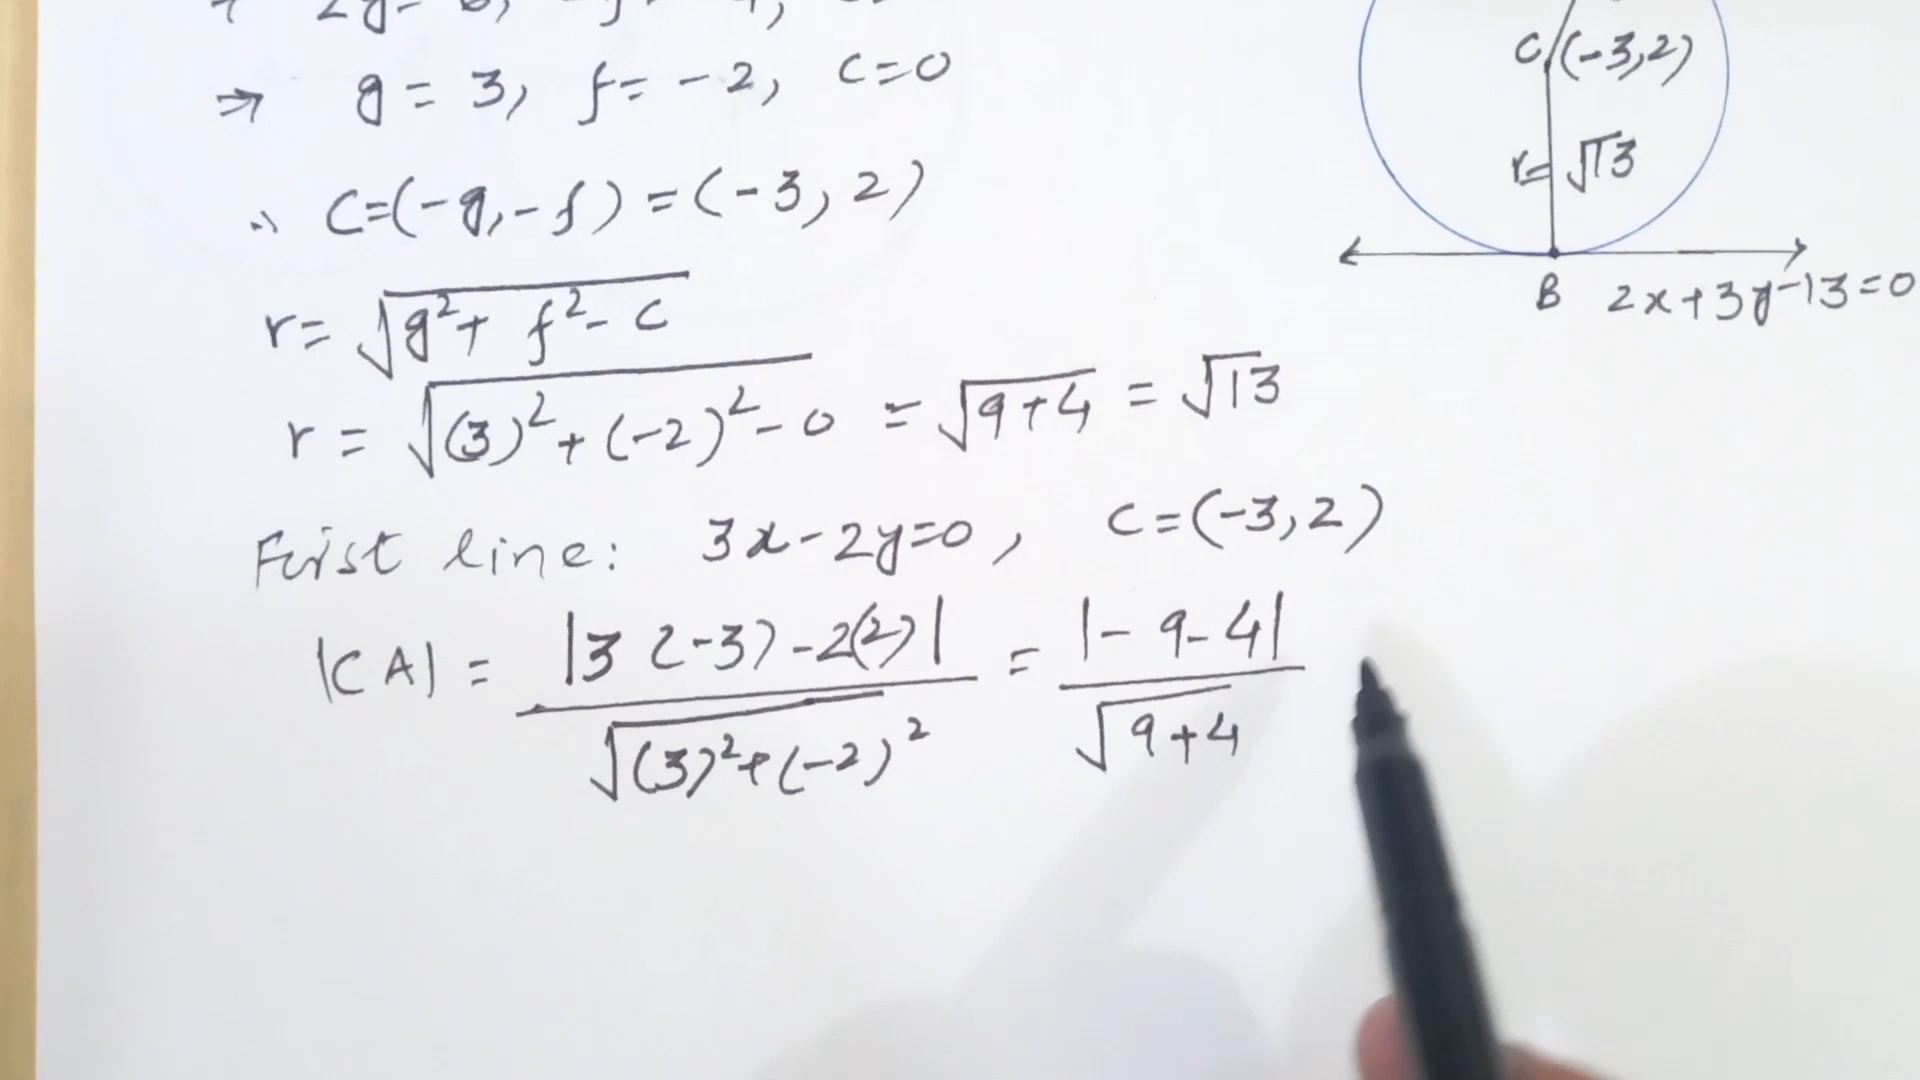 ⇒ g = 3, f = -2, c=0
∴ C=(-g,-f) = (-3, 2)
r= √g²+ f²- c
r = √(3)²+(-2)²-0 = √9+4 = √13
First line: 3x-2y=0, C=(-3,2)
|CA| = |3(-3)-2(2)| / √(3)²+(-2)² = |-9-4| / √9+4
C (-3,2)
r= √13
B 2x+3y-13=0